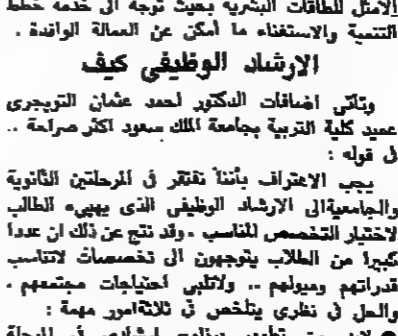 الأمثل للطاقات البشرية بحيث توجه الى خدمة خطط
التنمية والاستغناء ما أمكن عن العمالة الوافدة .
الارشاد الوظيفي كيف
وتأتي اضافات الدكتور احمد عثمان التويجري
عميد كلية التربية بجامعة الملك سعود اكثر صراحة ..
في قوله :
يجب الاعتراف بأننا نفتقر في المرحلتين الثانوية
والجامعية الى الارشاد الوظيفي الذي يهيىء الطالب
لاختيار التخصص المناسب . وقد نتج عن ذلك ان عددا
كبيرا من الطلاب يتوجهون الى تخصصات لاتتناسب
قدراتهم وميولهم .. ولاتلبي احتياجات مجتمعهم .
والحل في نظري يتلخص في ثلاثة امور مهمة :